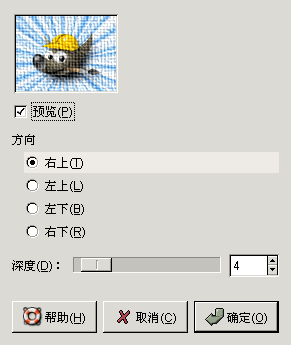 预览(P)
方向
右上(T)
左上(L)
左下(B)
右下(R)
深度(D)： 4
帮助(H) 取消(C) 确定(O)